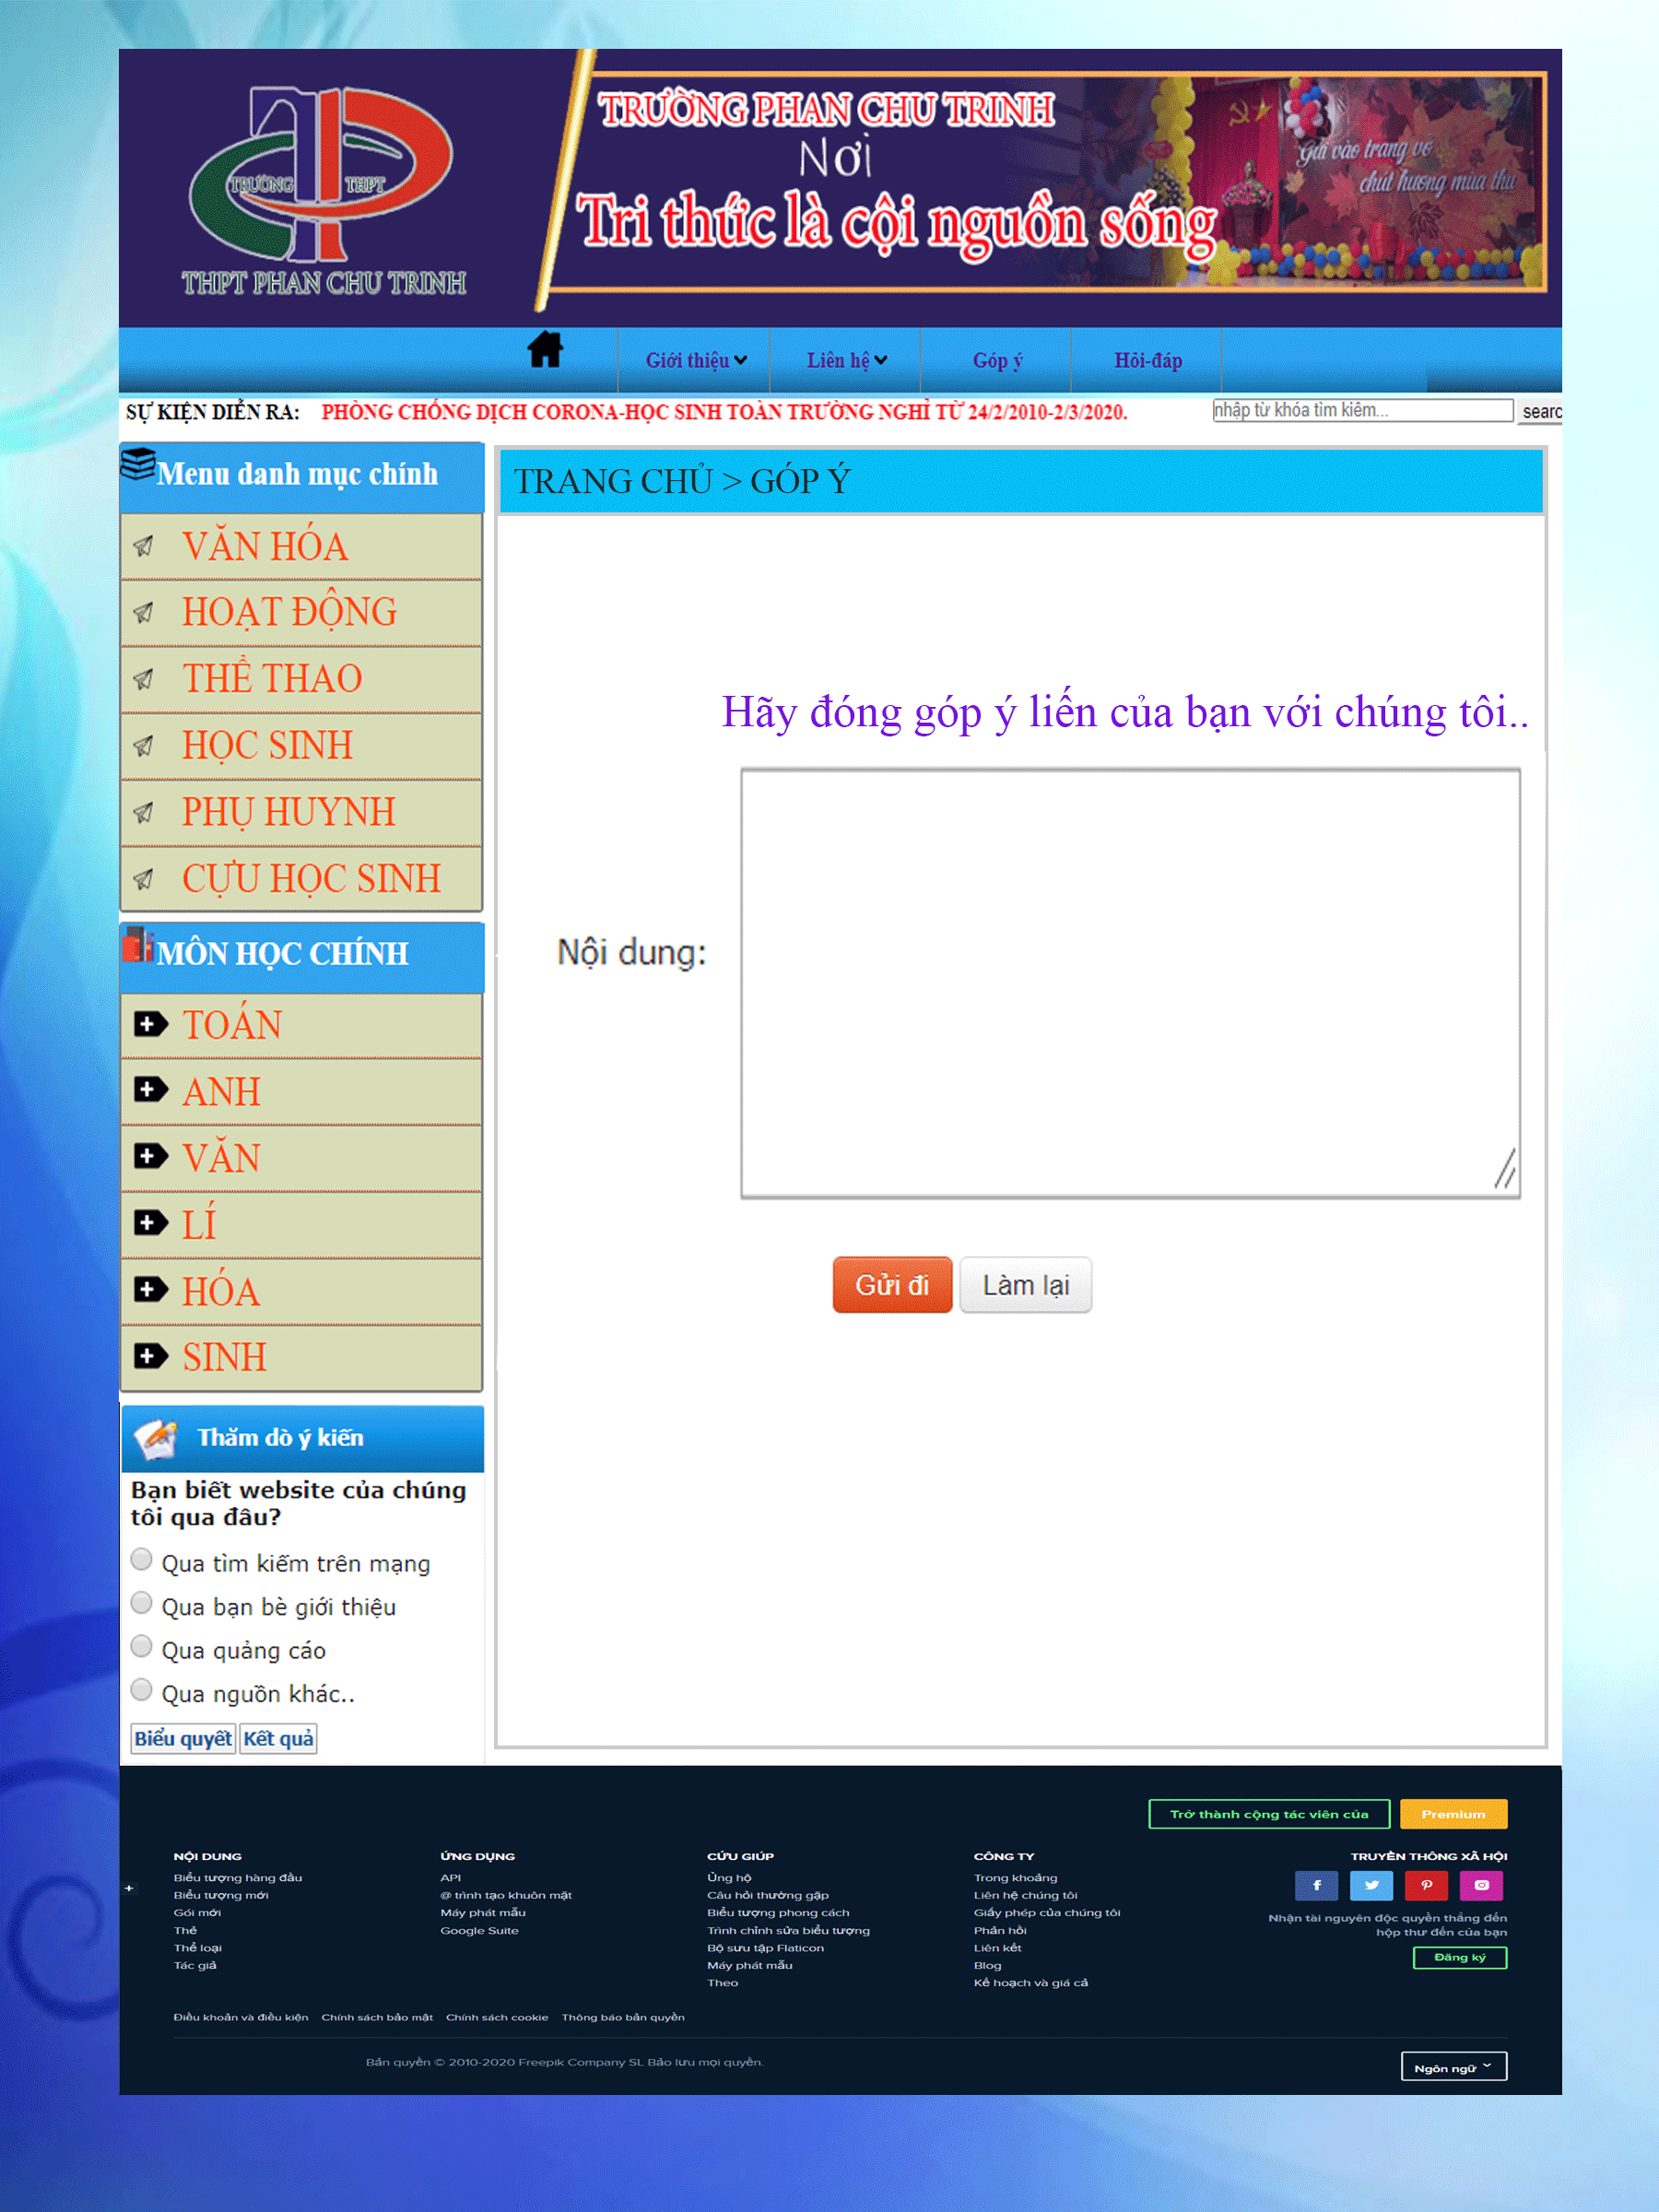 TRƯỜNG THPT
THPT PHAN CHU TRINH
TRƯỜNG PHAN CHU TRINH
Nơi
Tri thức là cội nguồn sống
Gửi vào trang vở
chút hương mùa thu
Giới thiệu
Liên hệ
Góp ý
Hỏi-đáp
SỰ KIỆN DIỄN RA: PHÒNG CHỐNG DỊCH CORONA-HỌC SINH TOÀN TRƯỜNG NGHỈ TỪ 24/2/2010-2/3/2020.
nhập từ khóa tìm kiêm...
searc
Menu danh mục chính
VĂN HÓA
HOẠT ĐỘNG
THỂ THAO
HỌC SINH
PHỤ HUYNH
CỰU HỌC SINH
MÔN HỌC CHÍNH
TOÁN
ANH
VĂN
LÍ
HÓA
SINH
Thăm dò ý kiến
Bạn biết website của chúng
tôi qua đâu?
Qua tìm kiếm trên mạng
Qua bạn bè giới thiệu
Qua quảng cáo
Qua nguồn khác..
Biểu quyết Kết quả
TRANG CHỦ > GÓP Ý
Hãy đóng góp ý liến của bạn với chúng tôi..
Nội dung:
Gửi đi
Làm lại
Trở thành cộng tác viên của
Premium
NỘI DUNG
Biểu tượng hàng đầu
Biểu tượng mới
Gói mới
Thẻ
Thể loại
Tác giả
ỨNG DỤNG
API
@ trình tạo khuôn mặt
Máy phát mẫu
Google Suite
CỨU GIÚP
Ủng hộ
Câu hỏi thường gặp
Biểu tượng phong cách
Trình chỉnh sửa biểu tượng
Bộ sưu tập Flaticon
Máy phát mẫu
Theo
CÔNG TY
Trong khoảng
Liên hệ chúng tôi
Giấy phép của chúng tôi
Phản hồi
Liên kết
Blog
Kế hoạch và giá cả
TRUYỀN THÔNG XÃ HỘI
Nhận tài nguyên độc quyền thẳng đến
hộp thư đến của bạn
Đăng ký
Điều khoản và điều kiện Chính sách bảo mật Chính sách cookie Thông báo bản quyền
Bản quyền © 2010-2020 Freepik Company SL Bảo lưu mọi quyền.
Ngôn ngữ